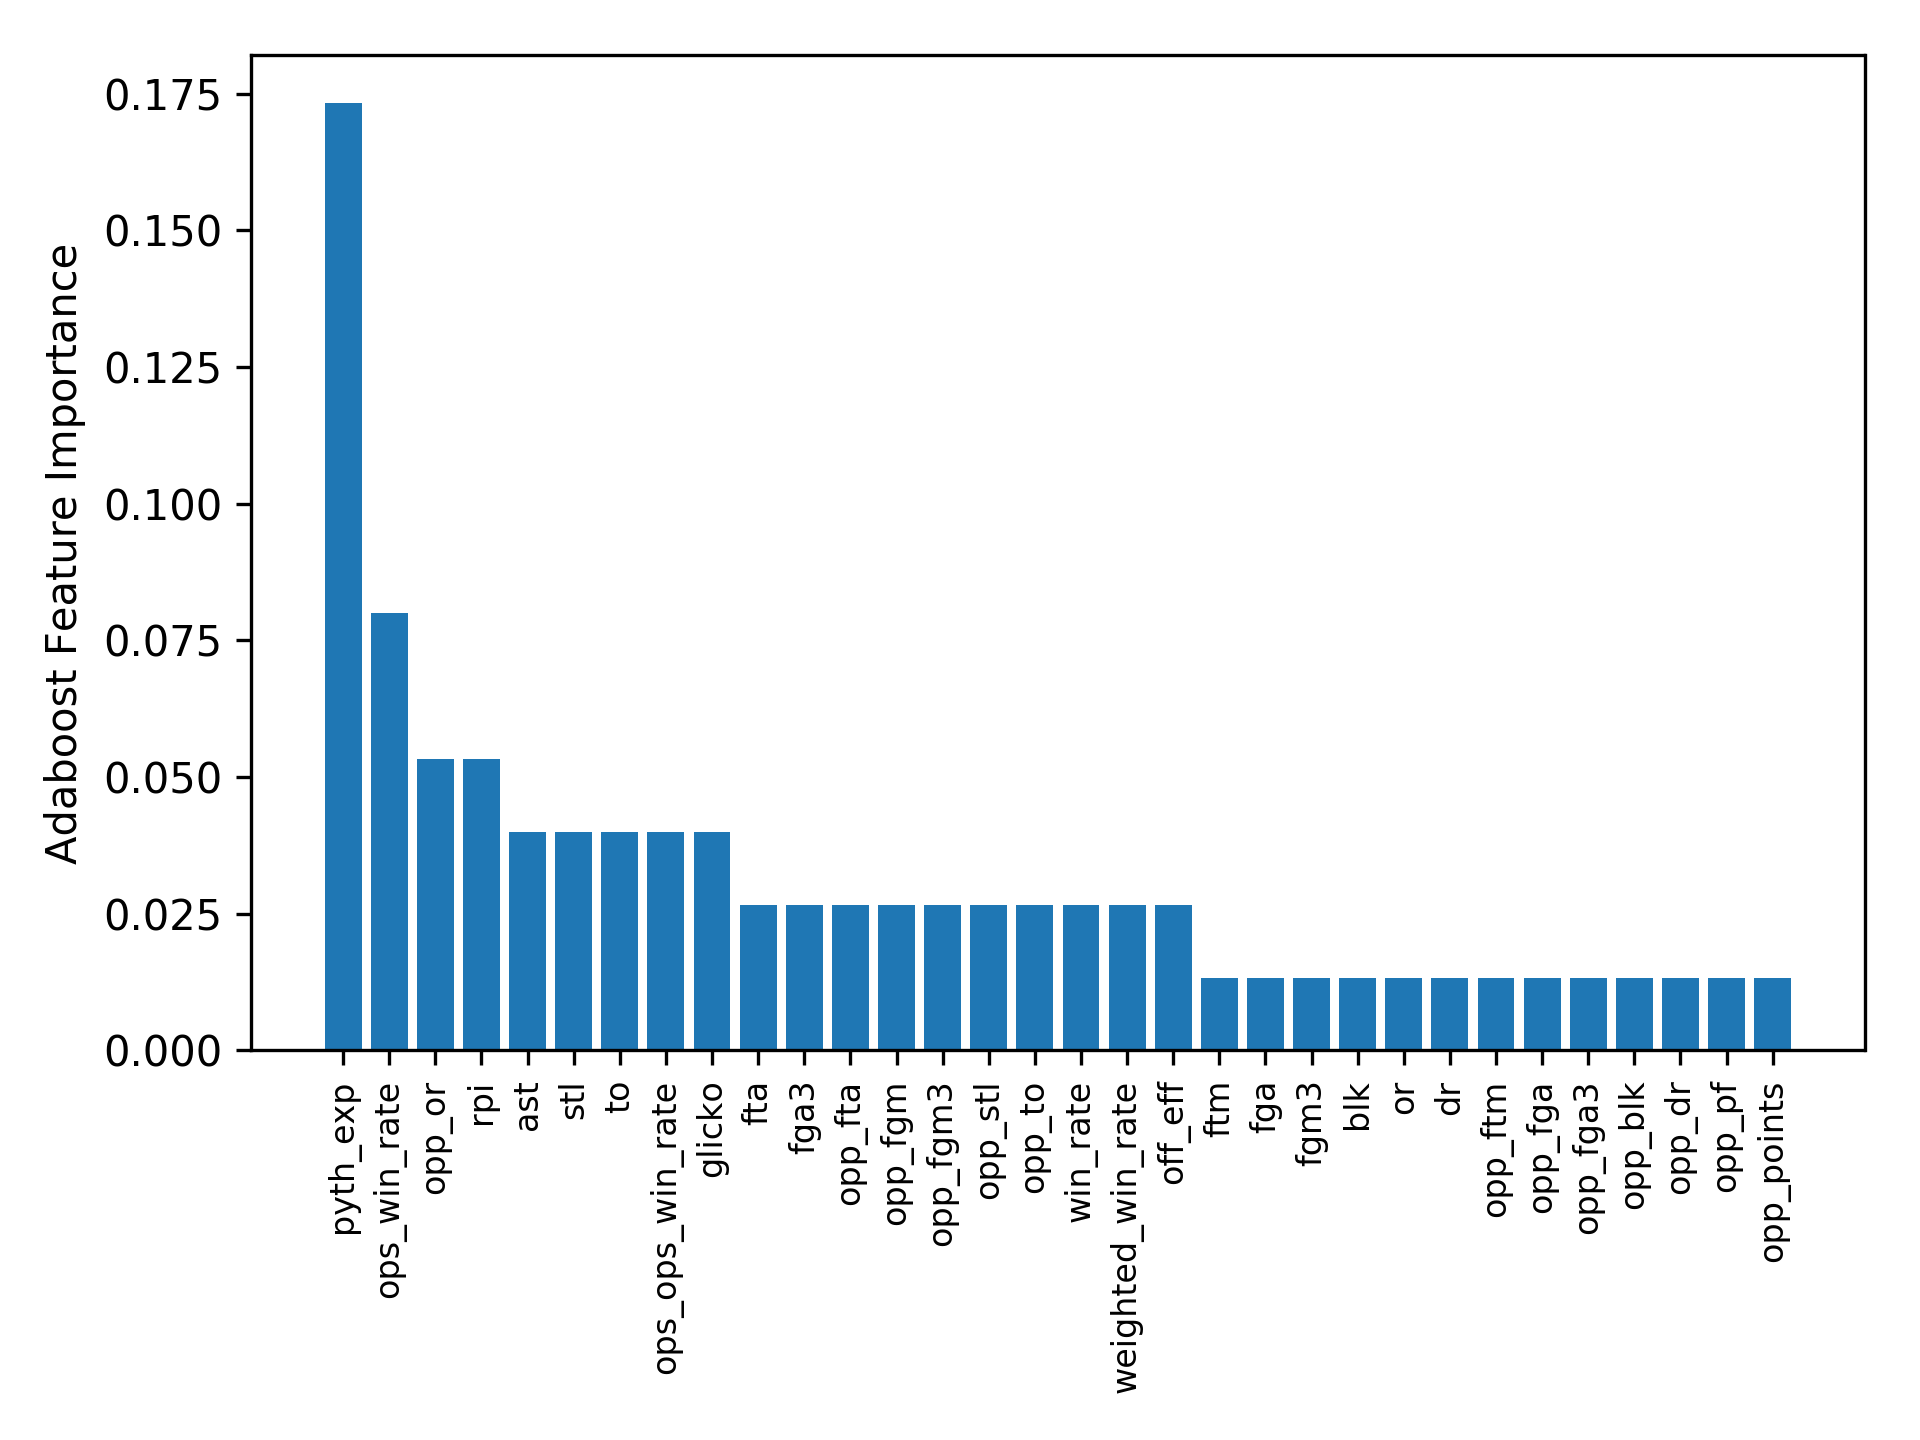 Adaboost Feature Importance
0.175
0.150
0.125
0.100
0.075
0.050
0.025
0.000
pyth_exp
ops_win_rate
opp_or
rpi
ast
stl
to
ops_ops_win_rate
glicko
fta
fga3
opp_fta
opp_fgm
opp_fgm3
opp_stl
opp_to
win_rate
weighted_win_rate
off_eff
ftm
fga
fgm3
blk
or
dr
opp_ftm
opp_fga
opp_fga3
opp_blk
opp_dr
opp_pf
opp_points